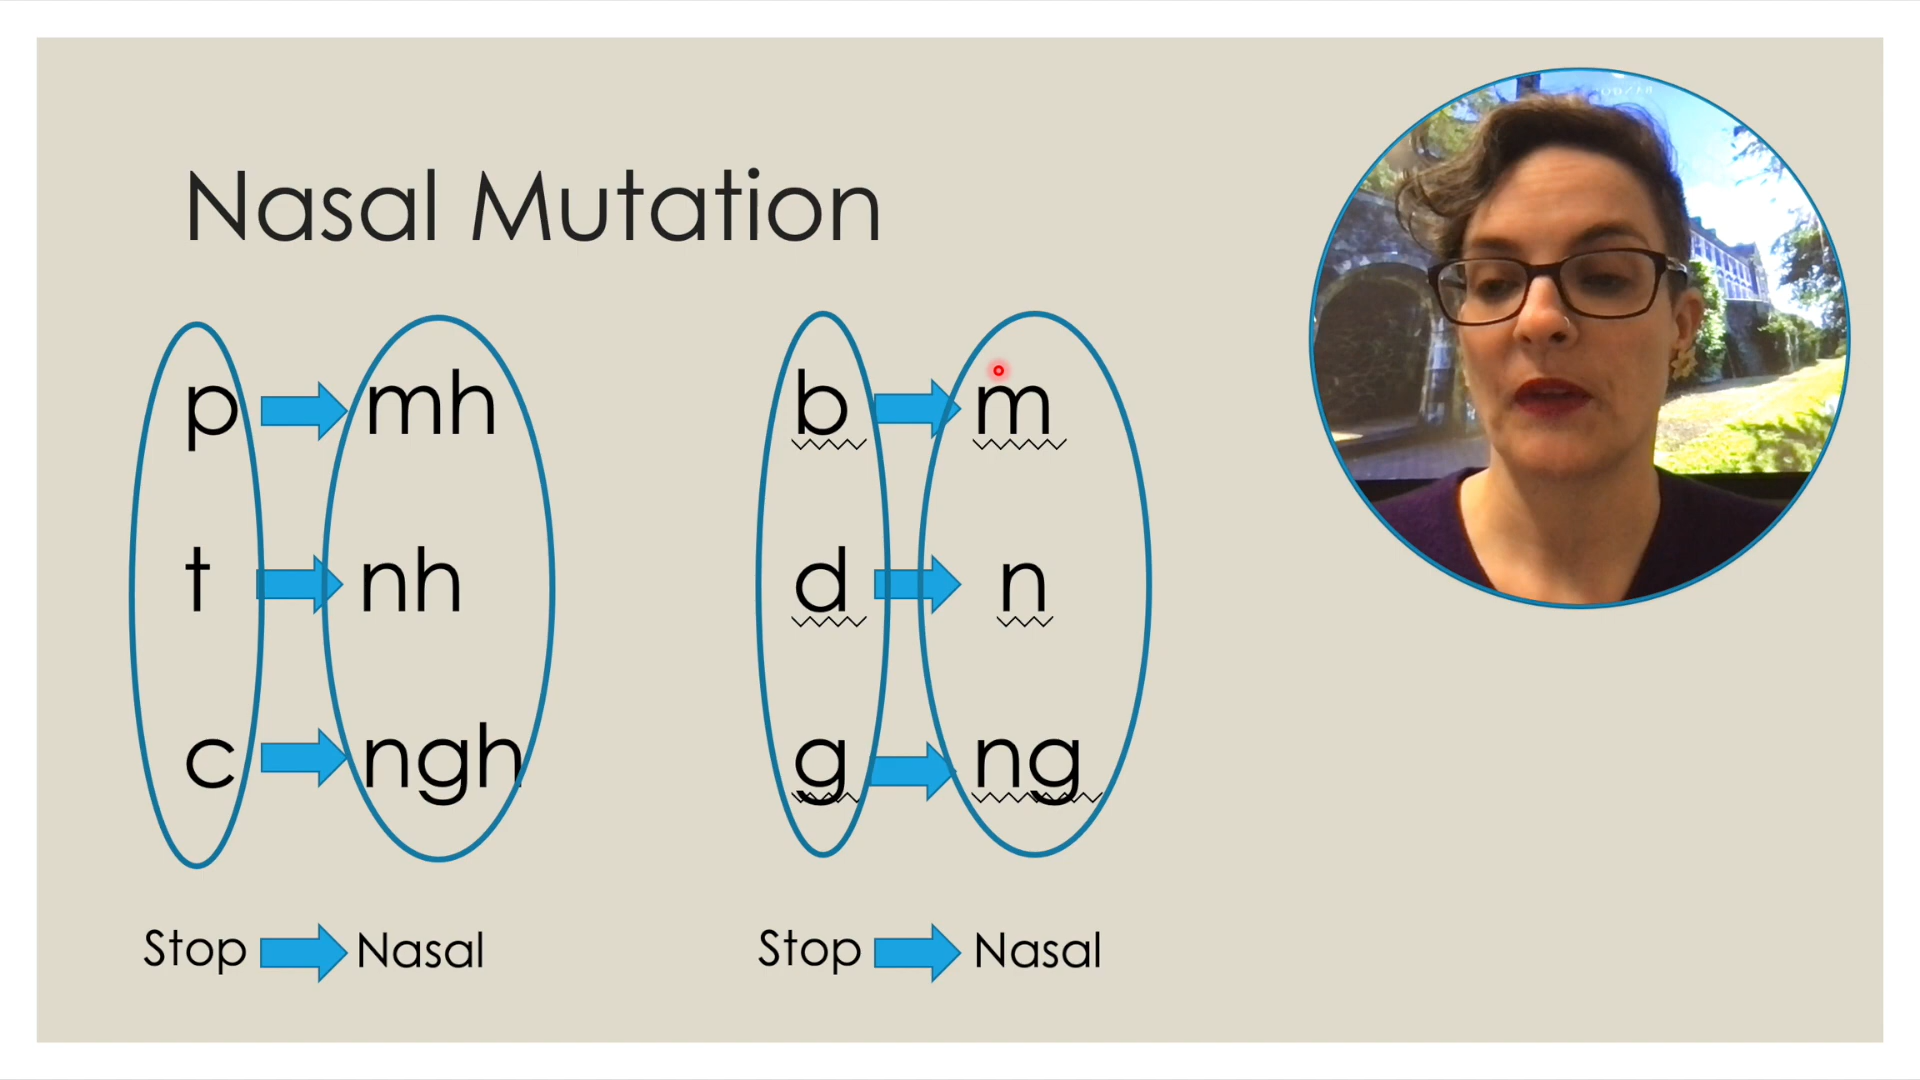 Nasal Mutation
p mh b m
t nh d n
c ngh g ng
Stop Nasal Stop Nasal